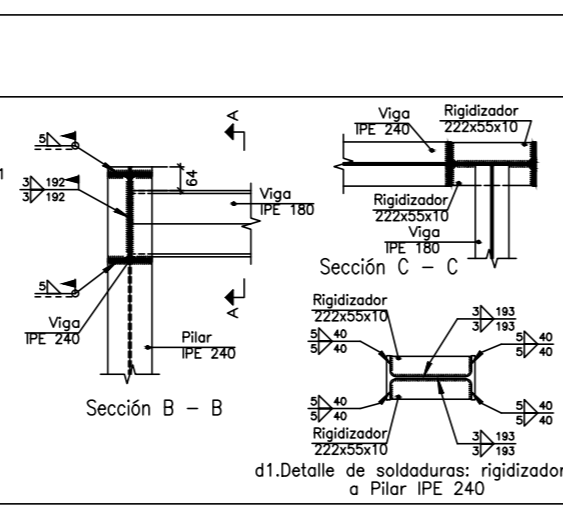 5
3 192
3 192
5
64
A
A
Viga
IPE 180
Viga
IPE 240
Pilar
IPE 240
Sección B - B
Viga
IPE 240
Rigidizador
222x55x10
Rigidizador
222x55x10
Viga
IPE 180
Sección C - C
Rigidizador
222x55x10
3 193
3 193
5 40
5 40
5 40
5 40
5 40
5 40
5 40
5 40
Rigidizador
222x55x10
3 193
3 193
d1.Detalle de soldaduras: rigidizador
a Pilar IPE 240